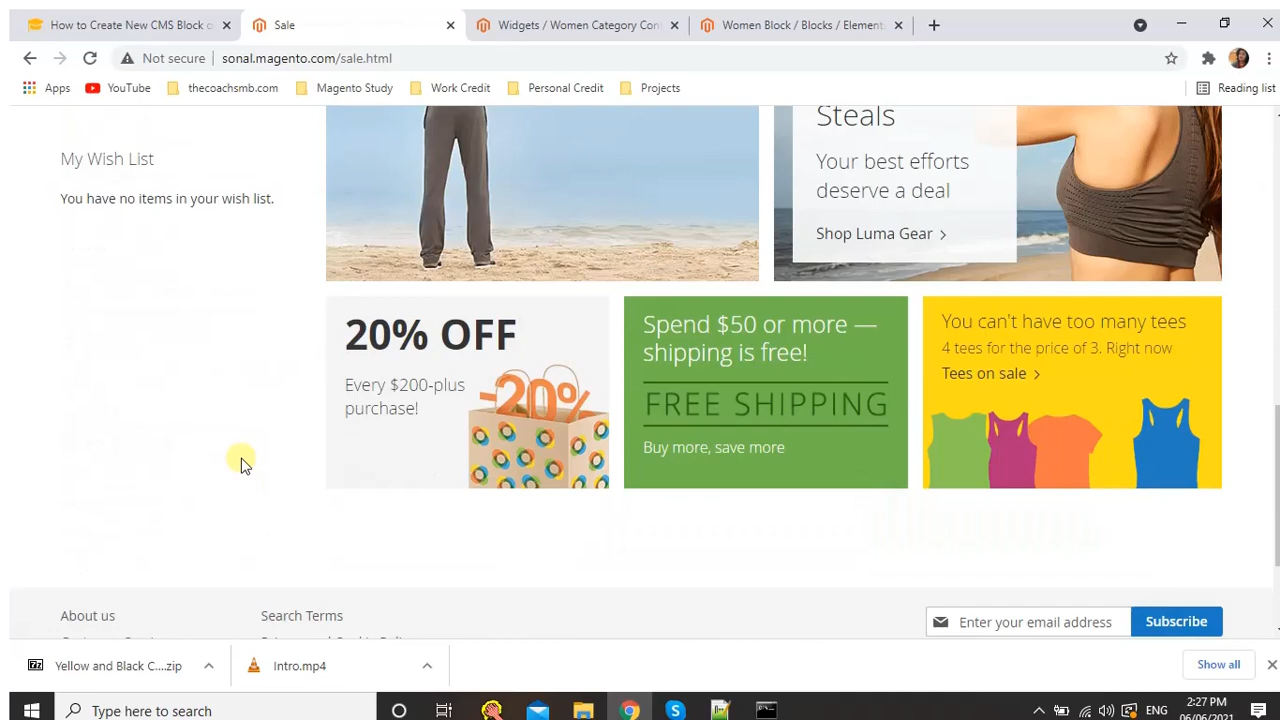 How to Create New CMS Block o
Sale
Widgets / Women Category Con
Women Block / Blocks / Element
Not secure
sonal.magento.com/sale.html
Apps
YouTube
thecoachsmb.com
Magento Study
Work Credit
Personal Credit
Projects
Reading list
My Wish List
You have no items in your wish list.
Steals
Your best efforts
deserve a deal
Shop Luma Gear >
20% OFF
Every $200-plus
purchase!
-20%
Spend $50 or more —
shipping is free!
FREE SHIPPING
Buy more, save more
You can't have too many tees
4 tees for the price of 3. Right now
Tees on sale >
About us
Search Terms
Enter your email address
Subscribe
Yellow and Black C....zip
Intro.mp4
Show all
Type here to search
ENG
2:27 PM
06/06/2021